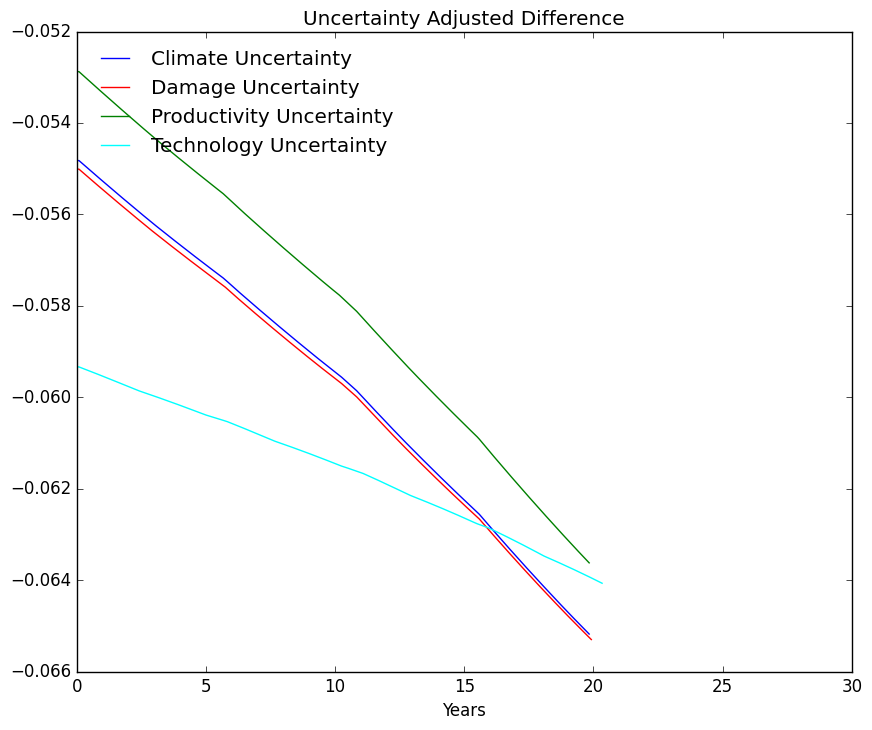 Uncertainty Adjusted Difference
−0.052
−0.054
−0.056
−0.058
−0.060
−0.062
−0.064
−0.066
Climate Uncertainty
Damage Uncertainty
Productivity Uncertainty
Technology Uncertainty
0 5 10 15 20 25 30
Years